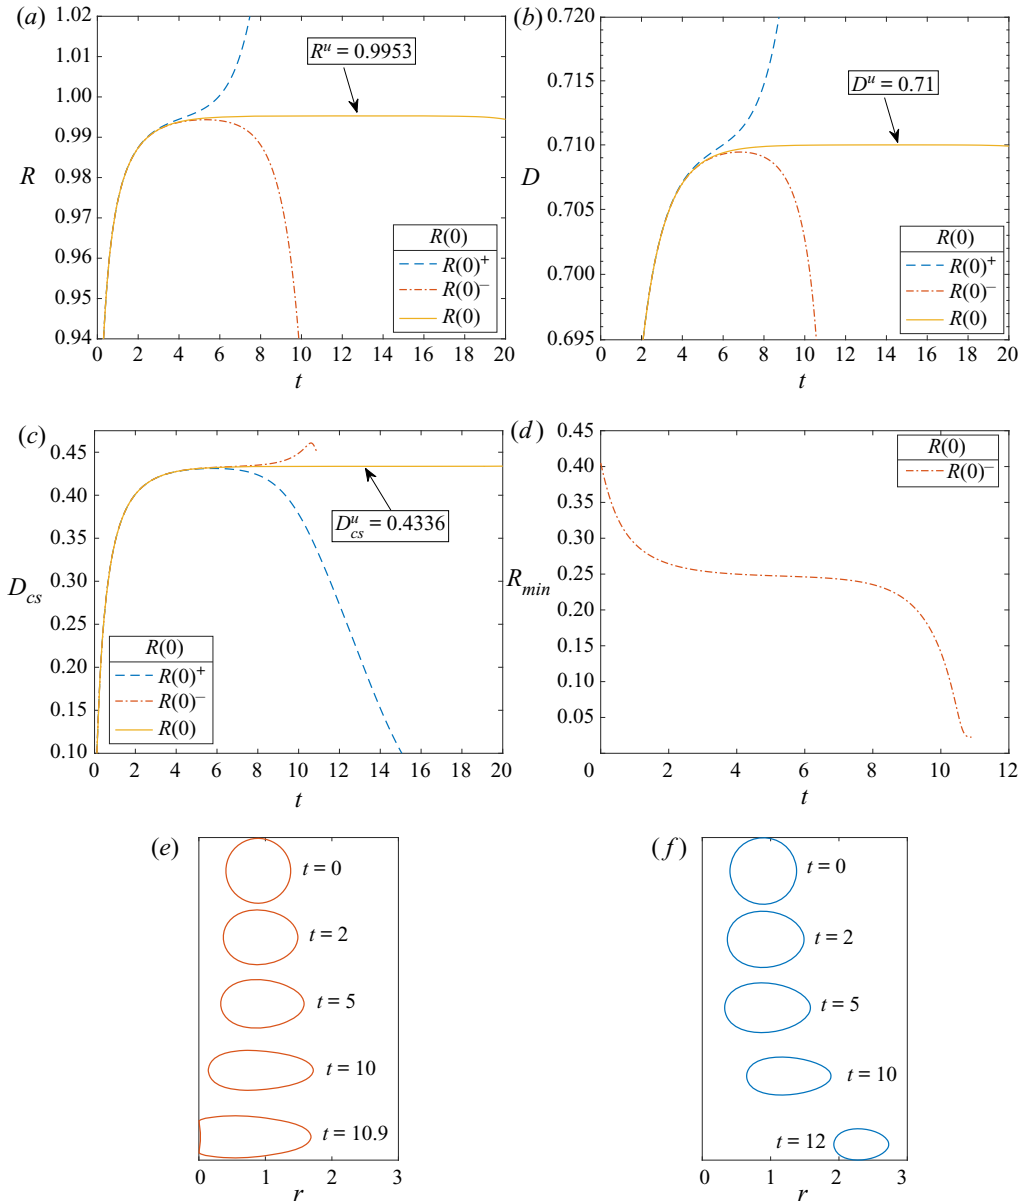 (a)
1.02
1.01
1.00
0.99
0.98
0.97
0.96
0.95
0.94
R
R^u = 0.9953
R(0)
R(0)^+
R(0)^–
R(0)
0 2 4 6 8 10 12 14 16 18 20
t
(b)
0.720
0.715
0.710
0.705
0.700
0.695
D
D^u = 0.71
R(0)
R(0)^+
R(0)^–
R(0)
0 2 4 6 8 10 12 14 16 18 20
t
(c)
0.45
0.40
0.35
0.30
0.25
0.20
0.15
0.10
D_cs
D^u_cs = 0.4336
R(0)
R(0)^+
R(0)^–
R(0)
0 2 4 6 8 10 12 14 16 18 20
t
(d)
0.45
0.40
0.35
0.30
0.25
0.20
0.15
0.10
0.05
R_min
R(0)
R(0)^–
0 2 4 6 8 10 12
t
(e)
t = 0
t = 2
t = 5
t = 10
t = 10.9
0 1 2 3
r
(f)
t = 0
t = 2
t = 5
t = 10
t = 12
0 1 2 3
r